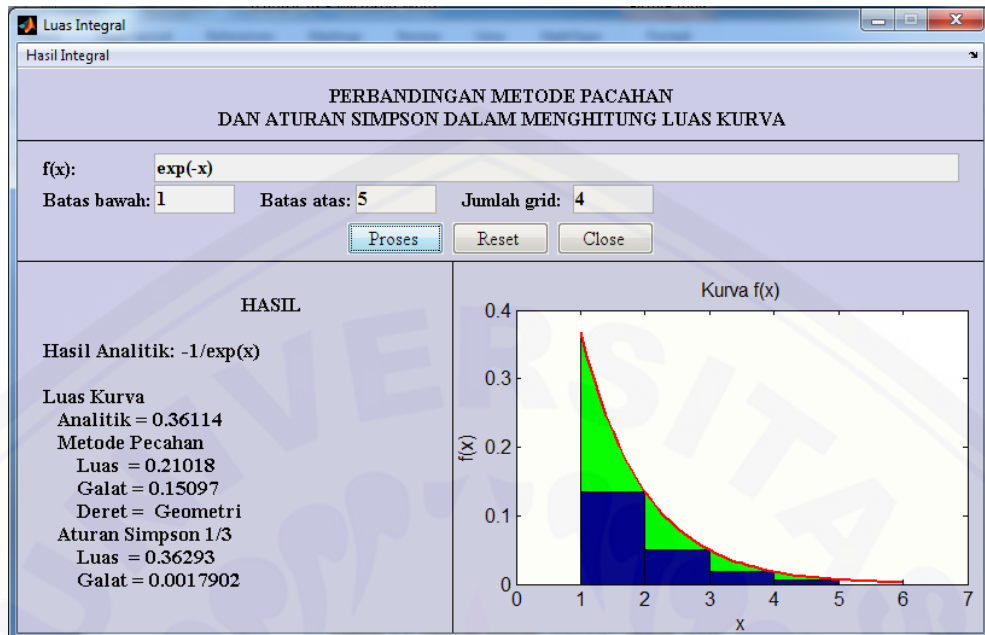 Luas Integral
Hasil Integral
PERBANDINGAN METODE PACAHAN
DAN ATURAN SIMPSON DALAM MENGHITUNG LUAS KURVA
f(x): exp(-x)
Batas bawah: 1 Batas atas: 5 Jumlah grid: 4
Proses Reset Close
HASIL
Hasil Analitik: -1/exp(x)
Luas Kurva
Analitik = 0.36114
Metode Pecahan
Luas = 0.21018
Galat = 0.15097
Deret = Geometri
Aturan Simpson 1/3
Luas = 0.36293
Galat = 0.0017902
Kurva f(x)
0.4
0.3
0.2
0.1
0
f(x)
0 1 2 3 4 5 6 7
x
UNIVERSITAS